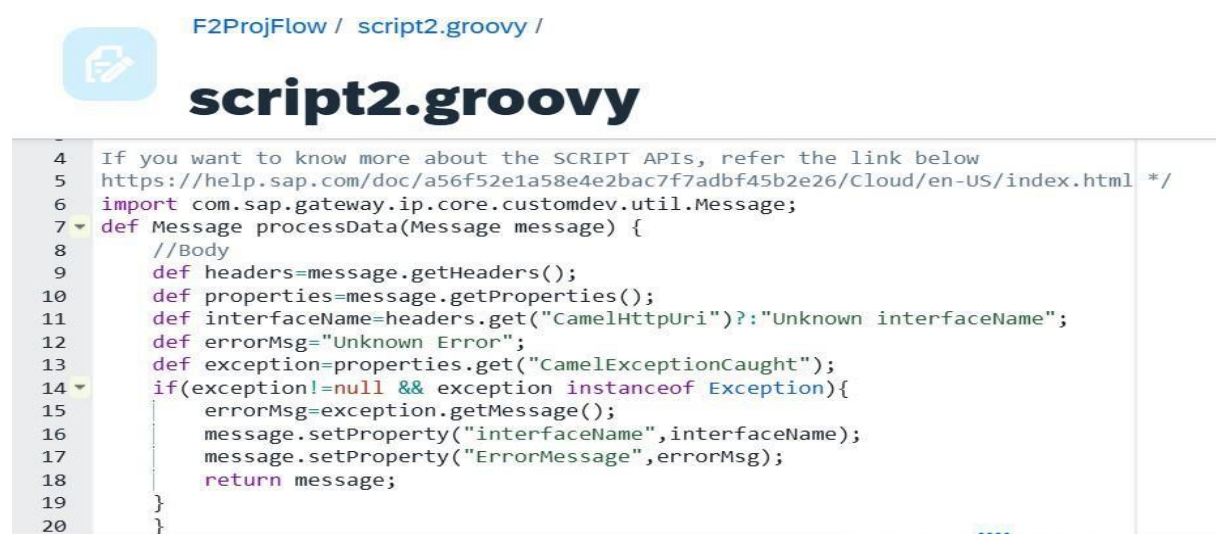 F2ProjFlow / script2.groovy /
script2.groovy
4 If you want to know more about the SCRIPT APIs, refer the link below
5 https://help.sap.com/doc/a56f52e1a58e4e2bac7f7adbf45b2e26/Cloud/en-US/index.html */
6 import com.sap.gateway.ip.core.customdev.util.Message;
7 def Message processData(Message message) {
8 //Body
9 def headers=message.getHeaders();
10 def properties=message.getProperties();
11 def interfaceName=headers.get("CamelHttpUri")?:"Unknown interfaceName";
12 def errorMsg="Unknown Error";
13 def exception=properties.get("CamelExceptionCaught");
14 if(exception!=null && exception instanceof Exception){
15 errorMsg=exception.getMessage();
16 message.setProperty("interfaceName",interfaceName);
17 message.setProperty("ErrorMessage",errorMsg);
18 return message;
19 }
20 }